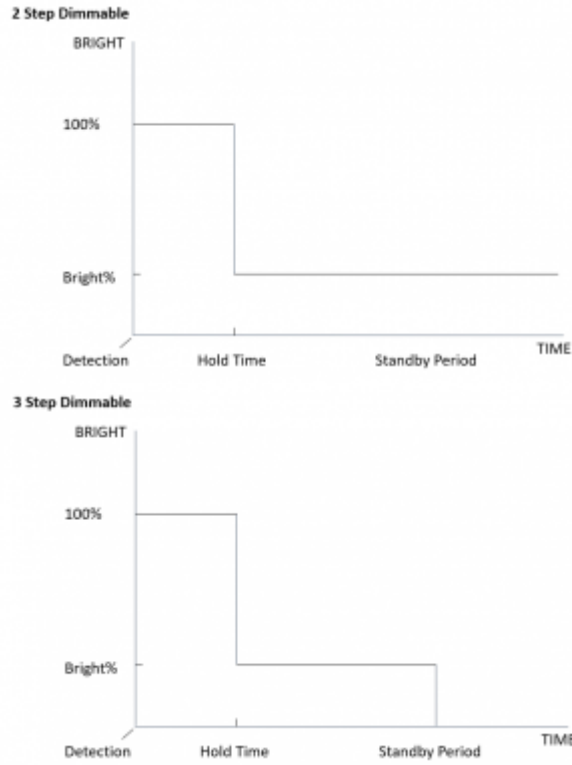 2 Step Dimmable
BRIGHT
100%
Bright%
TIME
Detection Hold Time Standby Period
3 Step Dimmable
BRIGHT
100%
Bright%
TIME
Detection Hold Time Standby Period